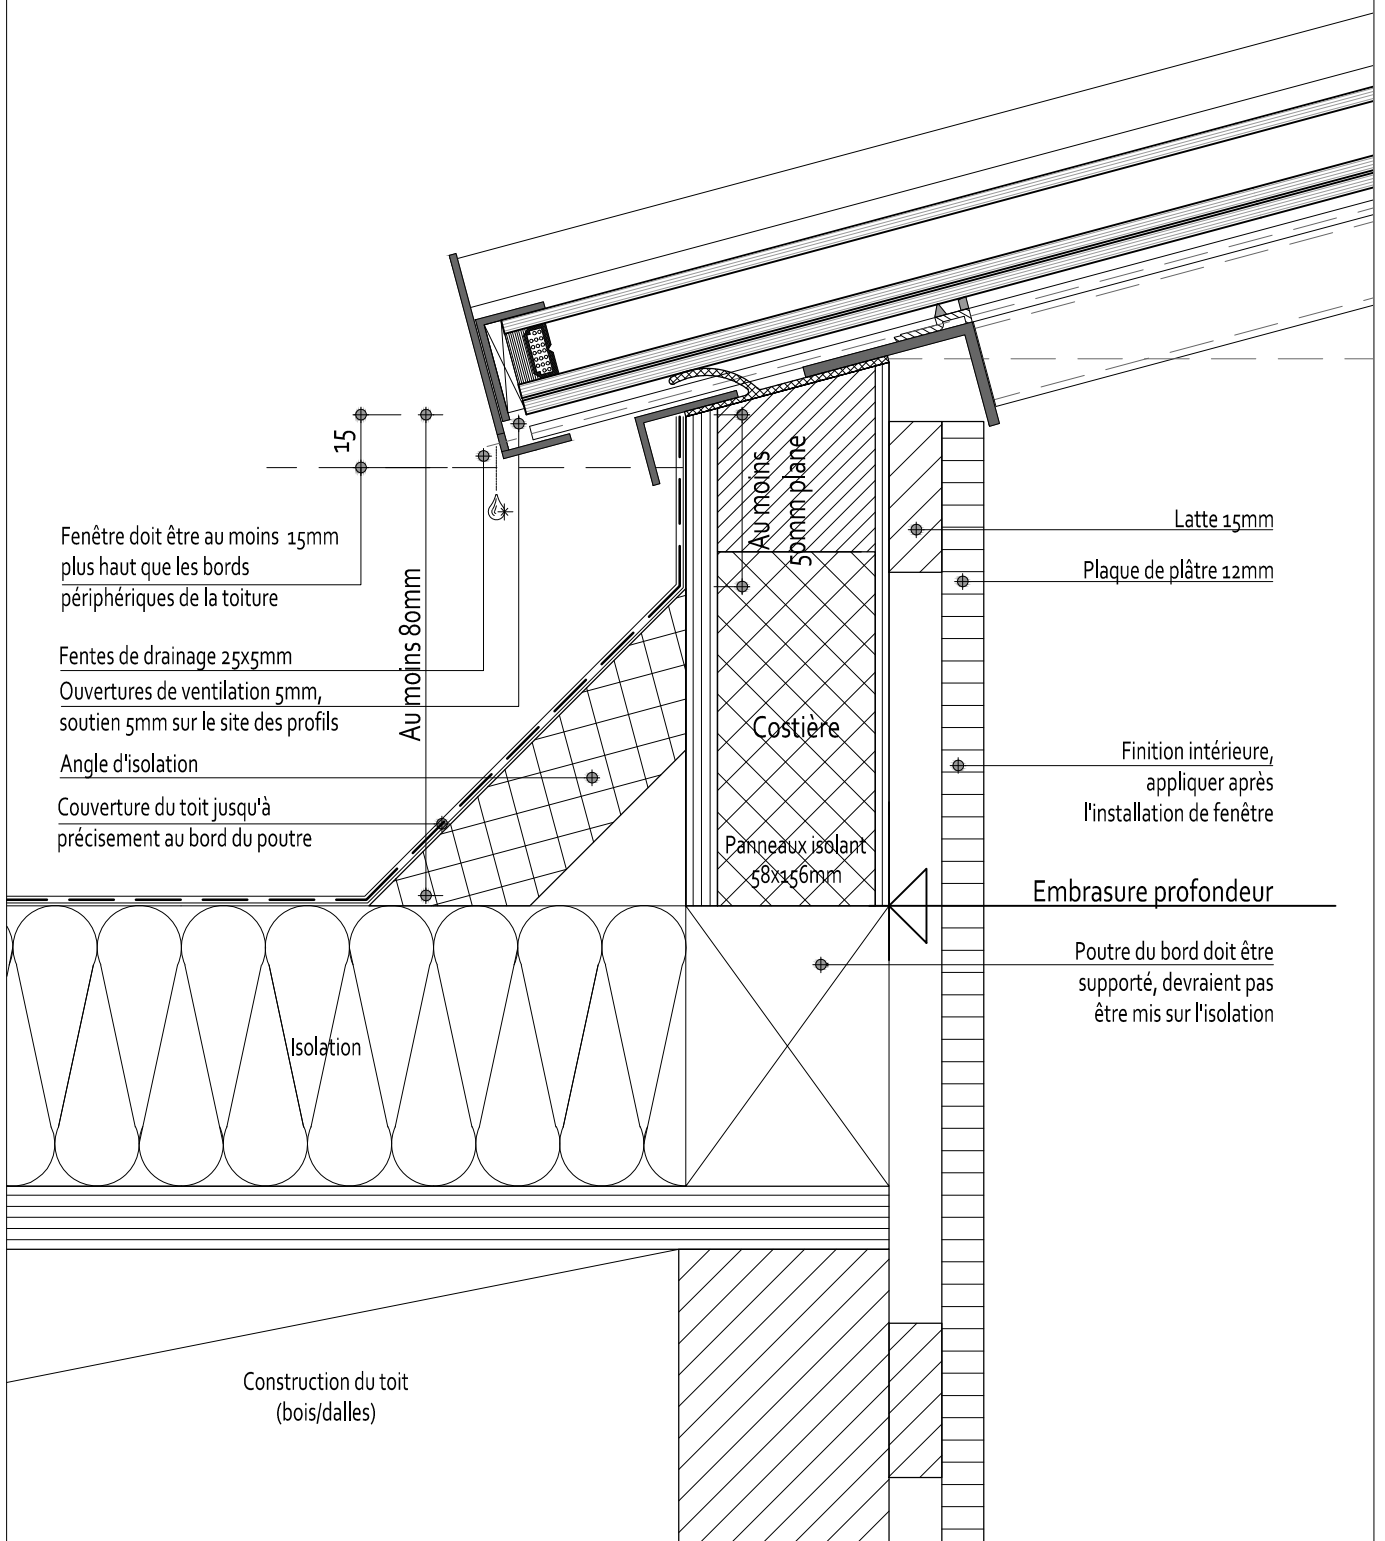 15
Au moins 80mm
Au moins
50mm plane
Fenêtre doit être au moins 15mm
plus haut que les bords
périphériques de la toiture
Fentes de drainage 25x5mm
Ouvertures de ventilation 5mm,
soutien 5mm sur le site des profils
Angle d'isolation
Couverture du toit jusqu'à
précisement au bord du poutre
Latte 15mm
Plaque de plâtre 12mm
Costière
Panneaux isolant
58x156mm
Finition intérieure,
appliquer après
l'installation de fenêtre
Embrasure profondeur
Poutre du bord doit être
supporté, devraient pas
être mis sur l'isolation
Isolation
Construction du toit
(bois/dalles)